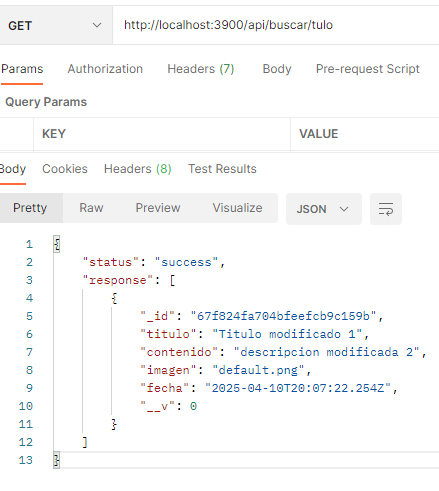 GET http://localhost:3900/api/buscar/tulo
Params Authorization Headers (7) Body Pre-request Script
Query Params
KEY VALUE
Body Cookies Headers (8) Test Results
Pretty Raw Preview Visualize JSON
1 {
2 "status": "success",
3 "response": [
4 {
5 "_id": "67f824fa704bfeefcb9c159b",
6 "titulo": "Titulo modificado 1",
7 "contenido": "descripcion modificada 2",
8 "imagen": "default.png",
9 "fecha": "2025-04-10T20:07:22.254Z",
10 "__v": 0
11 }
12 ]
13 }